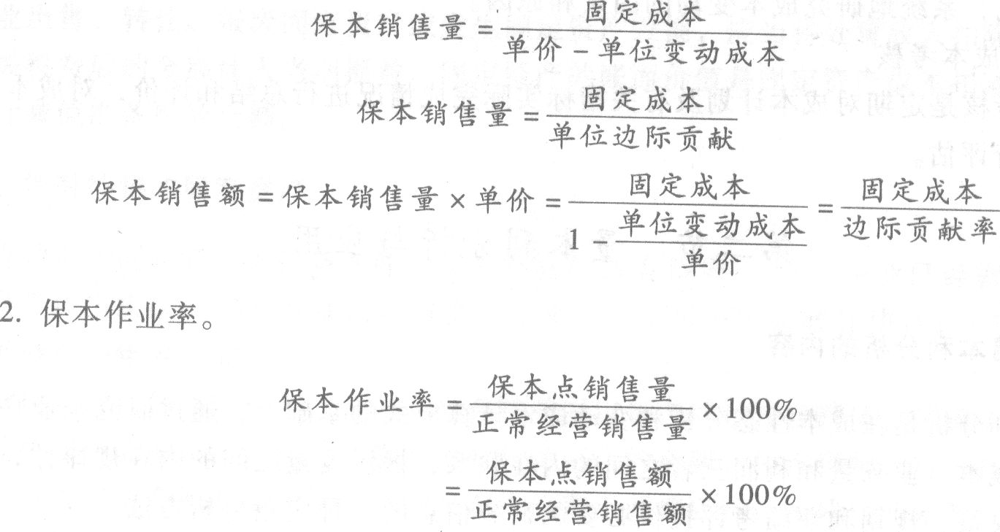 保本销售量 = 固定成本 / (单价 - 单位变动成本)
保本销售量 = 固定成本 / 单位边际贡献
保本销售额 = 保本销售量 × 单价 = 固定成本 / (1 - 单位变动成本 / 单价) = 固定成本 / 边际贡献率
2. 保本作业率。
保本作业率 = 保本点销售量 / 正常经营销售量 × 100%
= 保本点销售额 / 正常经营销售额 × 100%